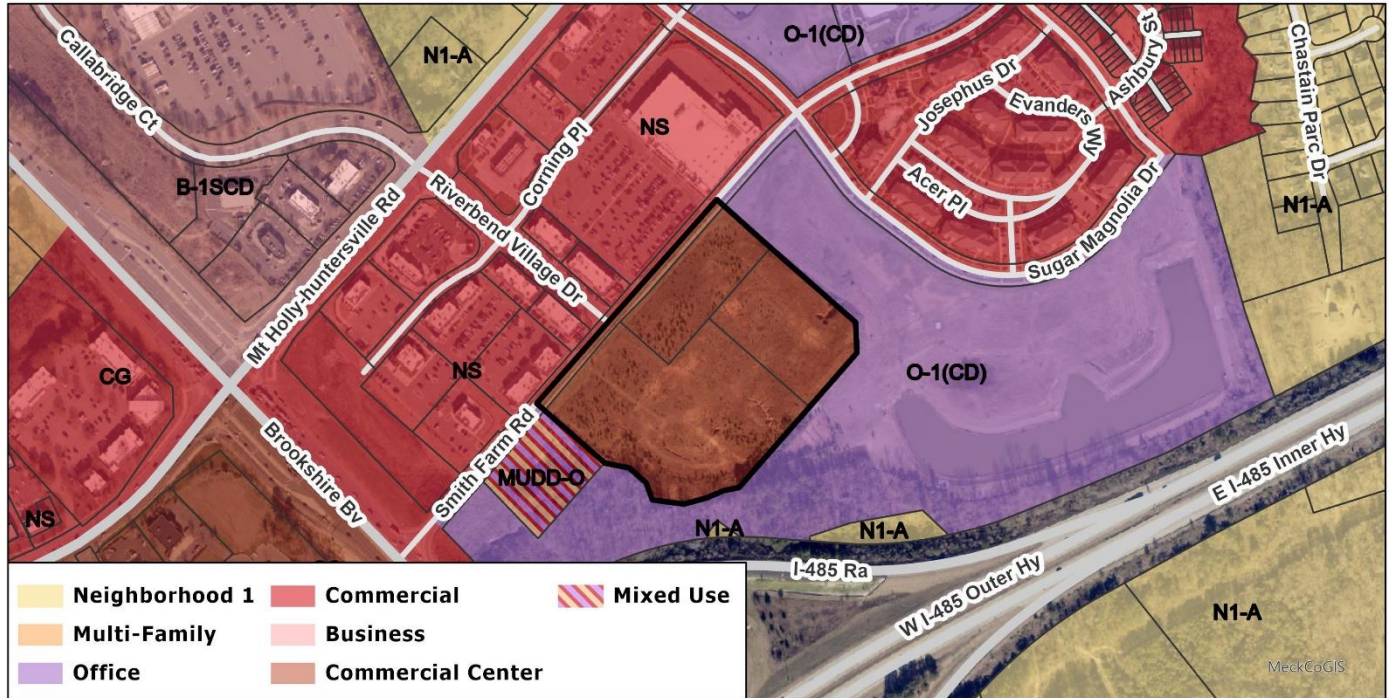 O-1(CD)
Callabridge Ct
N1-A
Ashbury St
Chastain Parc Dr
Josephus Dr
Evanders Wy
NS
Corning Pl
B-1SCD
Riverbend Village Dr
Acer Pl
N1-A
Mt Holly-huntersville Rd
Sugar Magnolia Dr
CG
NS
O-1(CD)
Smith Farm Rd
Brookshire Bv
MUDD-O
E I-485 Inner Hy
NS
N1-A
N1-A
I-485 Ra
W I-485 Outer Hy
N1-A
Neighborhood 1
Commercial
Mixed Use
Multi-Family
Business
Office
Commercial Center
MeckCoGIS